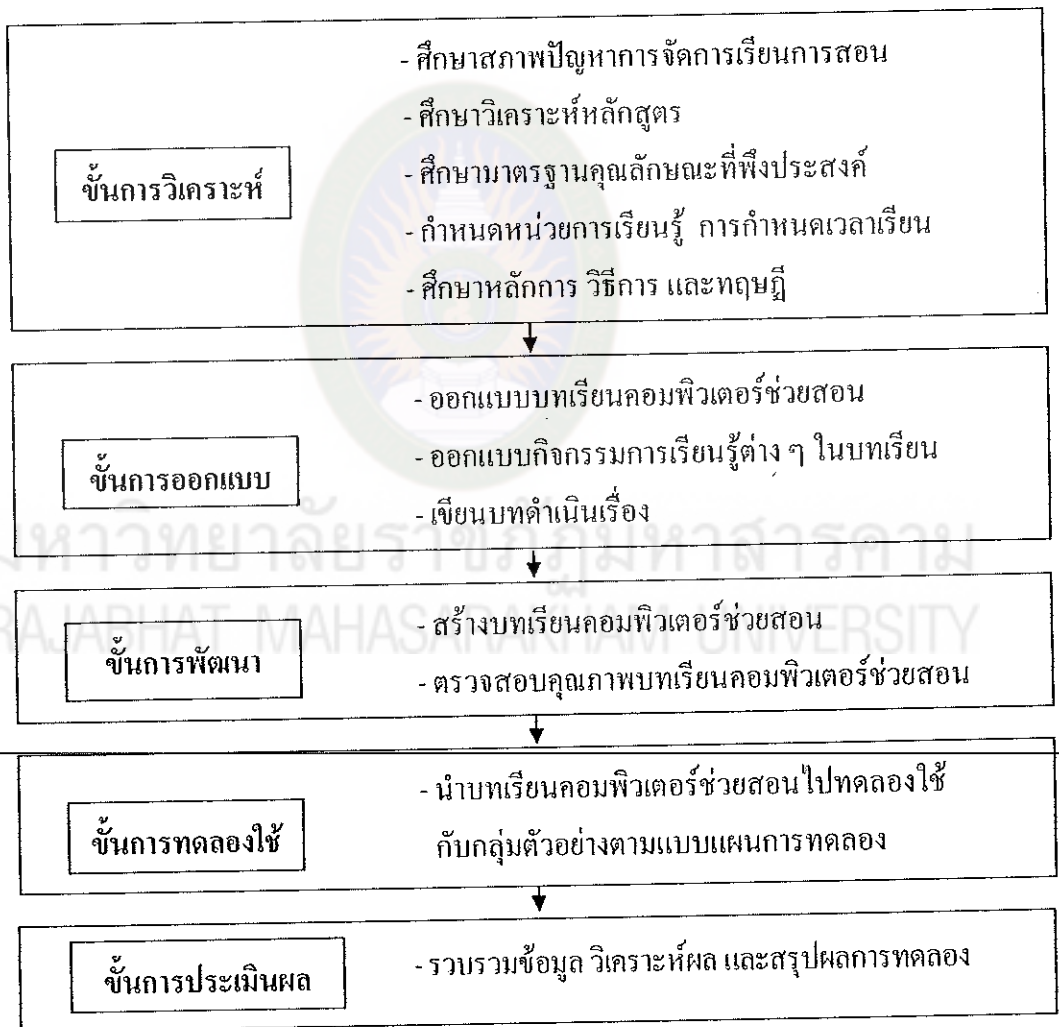 - ศึกษาสภาพปัญหาการจัดการเรียนการสอน
- ศึกษาวิเคราะห์หลักสูตร
ขั้นการวิเคราะห์
- ศึกษามาตรฐานคุณลักษณะที่พึงประสงค์
- กำหนดหน่วยการเรียนรู้ การกำหนดเวลาเรียน
- ศึกษาหลักการ วิธีการ และทฤษฎี
- ออกแบบบทเรียนคอมพิวเตอร์ช่วยสอน
ขั้นการออกแบบ
- ออกแบบกิจกรรมการเรียนรู้ต่าง ๆ ในบทเรียน
- เขียนบทดำเนินเรื่อง
มหาวิทยาลัยราชภัฏมหาสารคาม
RAJABHAT MAHASARAKHAM UNIVERSITY
- สร้างบทเรียนคอมพิวเตอร์ช่วยสอน
ขั้นการพัฒนา
- ตรวจสอบคุณภาพบทเรียนคอมพิวเตอร์ช่วยสอน
- นำบทเรียนคอมพิวเตอร์ช่วยสอนไปทดลองใช้
ขั้นการทดลองใช้
กับกลุ่มตัวอย่างตามแบบแผนการทดลอง
ขั้นการประเมินผล
- รวบรวมข้อมูล วิเคราะห์ผล และสรุปผลการทดลอง